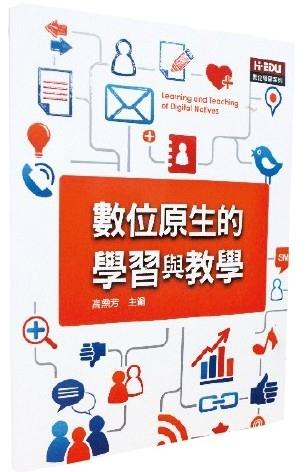 H-EDU
數位學習系列
Learning and Teaching
of Digital Natives
數位原生的
學習與教學
高熏芳 主編
SM
@